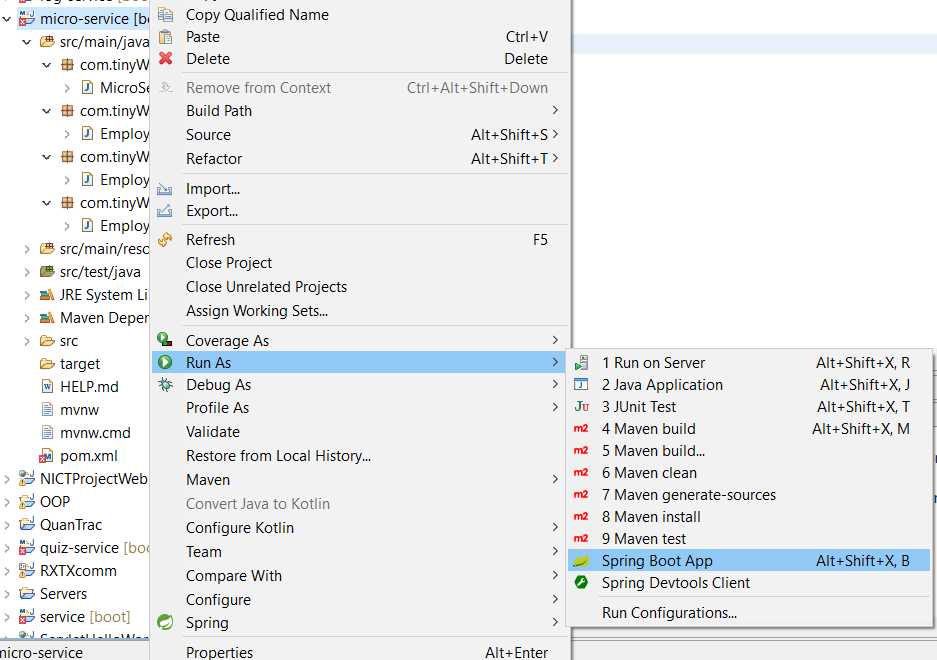 micro-service [bo
src/main/java
com.tinyW
MicroSe
com.tinyW
Employ
com.tinyW
Employ
com.tinyW
Employ
src/main/reso
src/test/java
JRE System Li
Maven Deper
src
target
HELP.md
mvnw
mvnw.cmd
pom.xml
NICTProjectWeb
OOP
QuanTrac
quiz-service [boo
RXTXcomm
Servers
service [boot]
ServletHelloWor
micro-service
Copy Qualified Name
Paste Ctrl+V
Delete Delete
Remove from Context Ctrl+Alt+Shift+Down
Build Path
Source Alt+Shift+S
Refactor Alt+Shift+T
Import...
Export...
Refresh F5
Close Project
Close Unrelated Projects
Assign Working Sets...
Coverage As
Run As
Debug As
Profile As
Validate
Restore from Local History...
Maven
Convert Java to Kotlin
Configure Kotlin
Team
Compare With
Configure
Spring
Properties Alt+Enter
1 Run on Server Alt+Shift+X, R
2 Java Application Alt+Shift+X, J
3 JUnit Test Alt+Shift+X, T
4 Maven build Alt+Shift+X, M
5 Maven build...
6 Maven clean
7 Maven generate-sources
8 Maven install
9 Maven test
Spring Boot App Alt+Shift+X, B
Spring Devtools Client
Run Configurations...